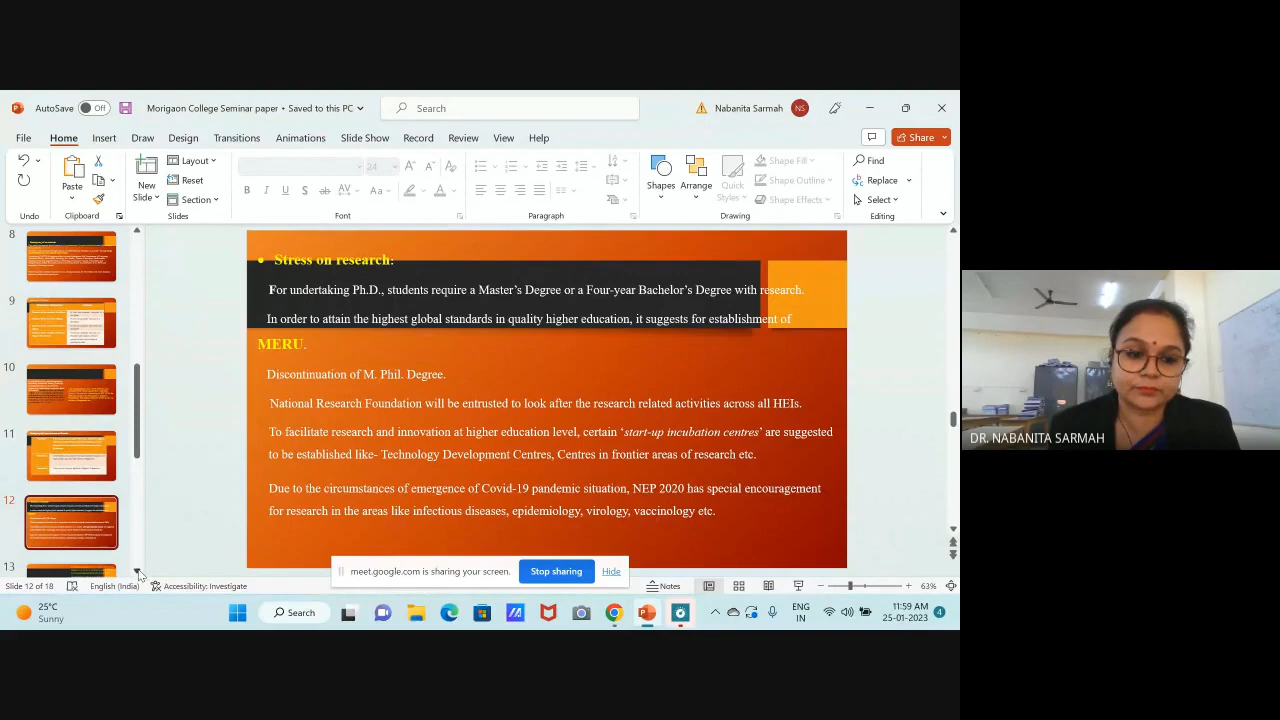 AutoSave Off Morigaon College Seminar paper • Saved to this PC Search Nabanita Sarmah NS
File Home Insert Draw Design Transitions Animations Slide Show Record Review View Help Share
Paste New Slide Layout Reset Section 24 B I U S ab AV Aa A Shapes Arrange Quick Styles Shape Fill Shape Outline Shape Effects Find Replace Select
Undo Clipboard Slides Font Paragraph Drawing Editing
8
9
10
11
12
13
• Stress on research:
For undertaking Ph.D., students require a Master's Degree or a Four-year Bachelor's Degree with research.
In order to attain the highest global standards in quality higher education, it suggests for establishment of
MERU.
Discontinuation of M. Phil. Degree.
National Research Foundation will be entrusted to look after the research related activities across all HEIs.
To facilitate research and innovation at higher education level, certain ‘start-up incubation centres’ are suggested
to be established like- Technology Development Centres, Centres in frontier areas of research etc.
Due to the circumstances of emergence of Covid-19 pandemic situation, NEP 2020 has special encouragement
for research in the areas like infectious diseases, epidemiology, virology, vaccinology etc.
DR. NABANITA SARMAH
meet.google.com is sharing your screen. Stop sharing Hide
Slide 12 of 18 English (India) Accessibility: Investigate Notes 63%
25°C
Sunny
Search
ENG
IN
11:59 AM
25-01-2023
4